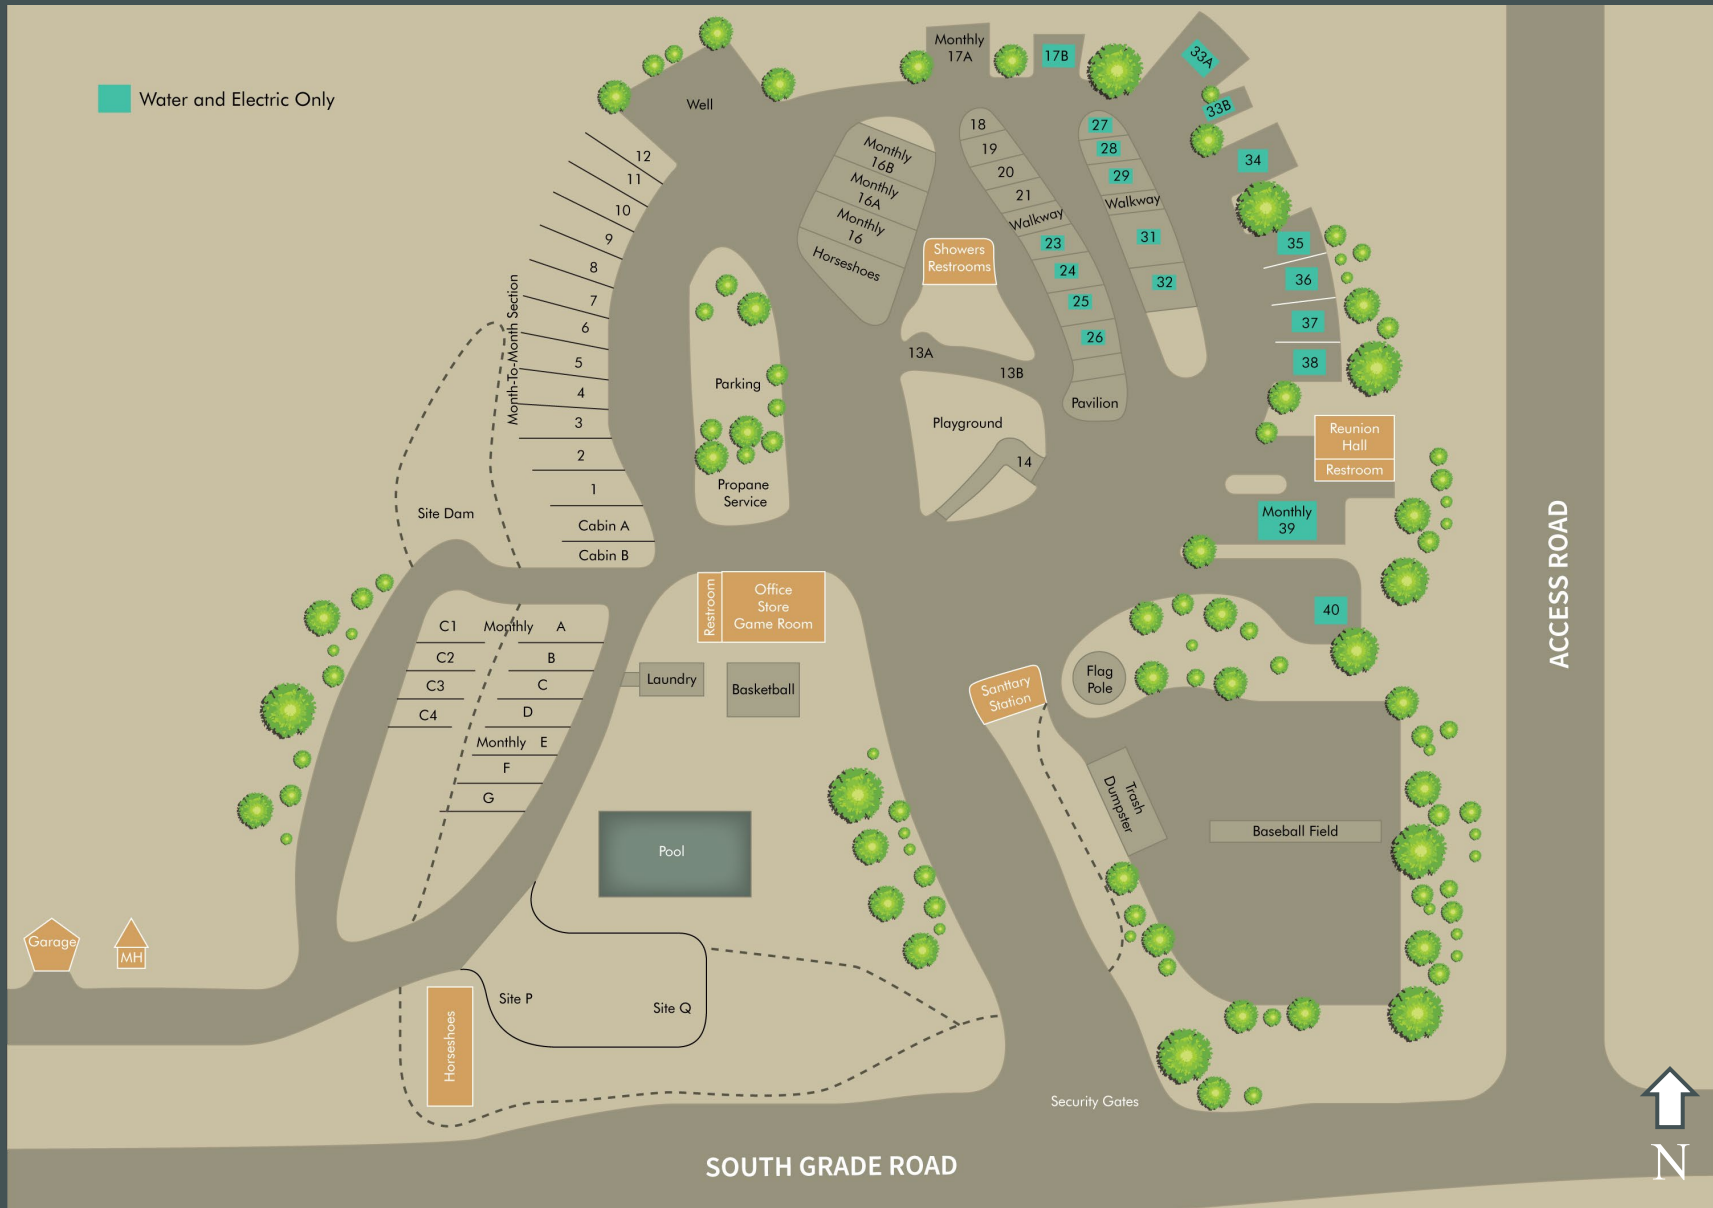 Water and Electric Only
Well
Monthly
17A
17B
33A
33B
34
35
36
37
38
12
11
10
9
8
7
6
5
4
3
2
1
Cabin A
Cabin B
Month-To-Month Section
Monthly
16B
Monthly
16A
Monthly
16
Horseshoes
18
19
20
21
Walkway
23
24
25
26
Pavilion
27
28
29
Walkway
31
32
Showers
Restrooms
13A
13B
Playground
14
Parking
Propane
Service
Reunion
Hall
Restroom
Monthly
39
40
Site Dam
Restroom
Office
Store
Game Room
Laundry
Basketball
C1
Monthly A
C2
B
C3
C
C4
D
Monthly E
F
G
Flag
Pole
Santtary
Station
Trash
Dumpster
Baseball Field
Pool
Garage
MH
Site P
Site Q
Horseshoes
Security Gates
ACCESS ROAD
SOUTH GRADE ROAD
N